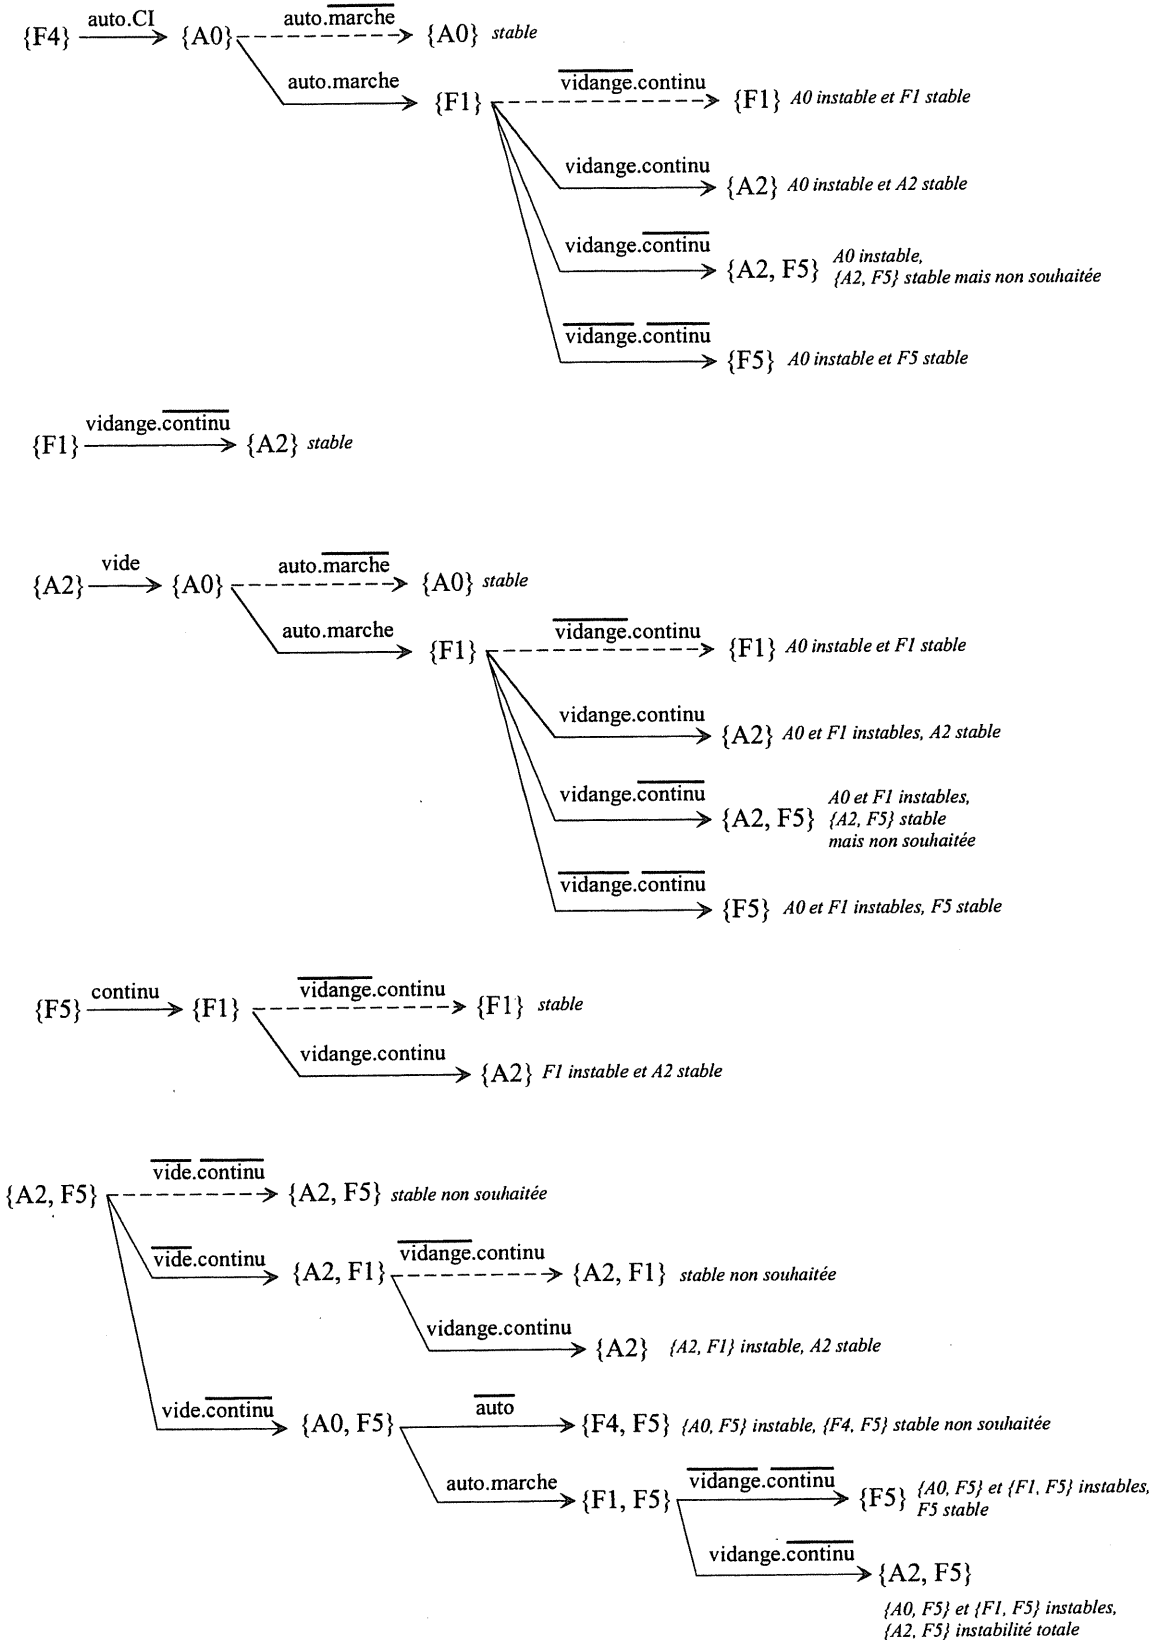 {F4} auto.CI {A0} auto.marche {A0} stable
auto.marche {F1} vidange.continu {F1} A0 instable et F1 stable
vidange.continu {A2} A0 instable et A2 stable
vidange.continu {A2, F5} A0 instable,
{A2, F5} stable mais non souhaitée
vidange.continu {F5} A0 instable et F5 stable
{F1} vidange.continu {A2} stable
{A2} vide {A0} auto.marche {A0} stable
auto.marche {F1} vidange.continu {F1} A0 instable et F1 stable
vidange.continu {A2} A0 et F1 instables, A2 stable
vidange.continu {A2, F5} A0 et F1 instables,
{A2, F5} stable
mais non souhaitée
vidange.continu {F5} A0 et F1 instables, F5 stable
{F5} continu {F1} vidange.continu {F1} stable
vidange.continu {A2} F1 instable et A2 stable
{A2, F5} vide.continu {A2, F5} stable non souhaitée
vide.continu {A2, F1} vidange.continu {A2, F1} stable non souhaitée
vidange.continu {A2} {A2, F1} instable, A2 stable
vide.continu {A0, F5} auto {F4, F5} {A0, F5} instable, {F4, F5} stable non souhaitée
auto.marche {F1, F5} vidange.continu {F5} {A0, F5} et {F1, F5} instables,
F5 stable
vidange.continu {A2, F5}
{A0, F5} et {F1, F5} instables,
{A2, F5} instabilité totale